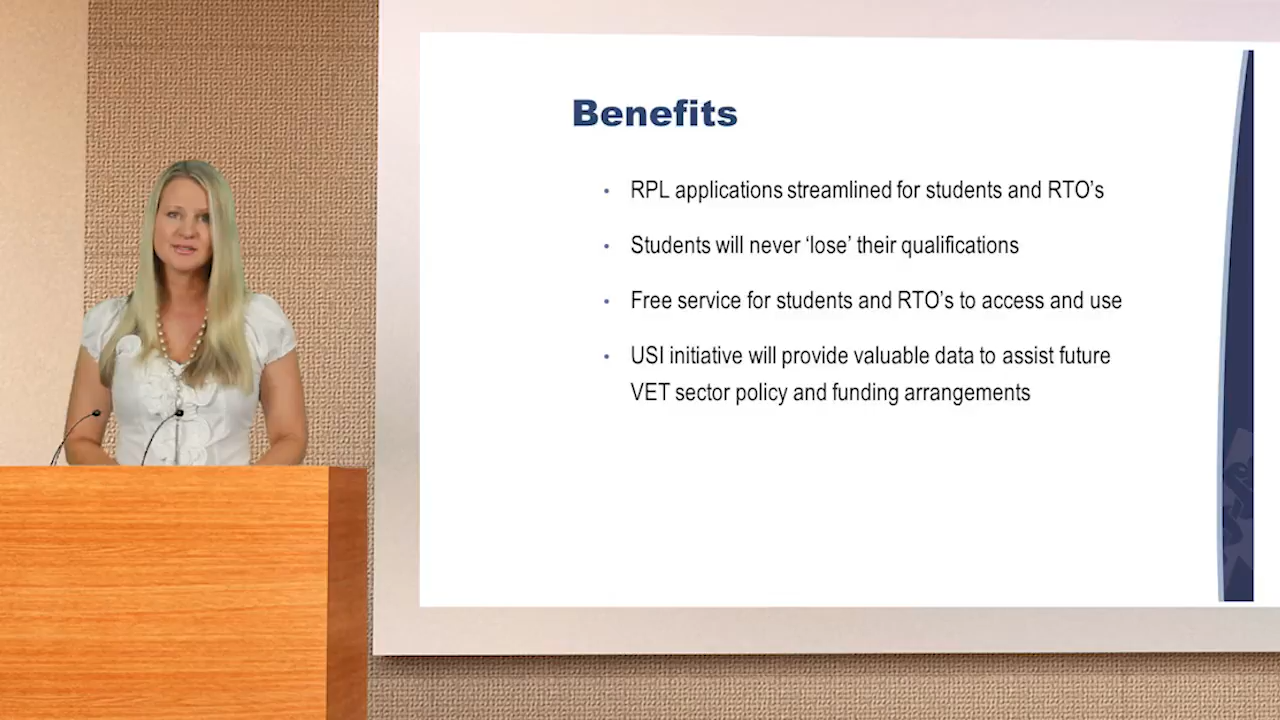 Benefits
• RPL applications streamlined for students and RTO’s
• Students will never ‘lose’ their qualifications
• Free service for students and RTO’s to access and use
• USI initiative will provide valuable data to assist future
VET sector policy and funding arrangements